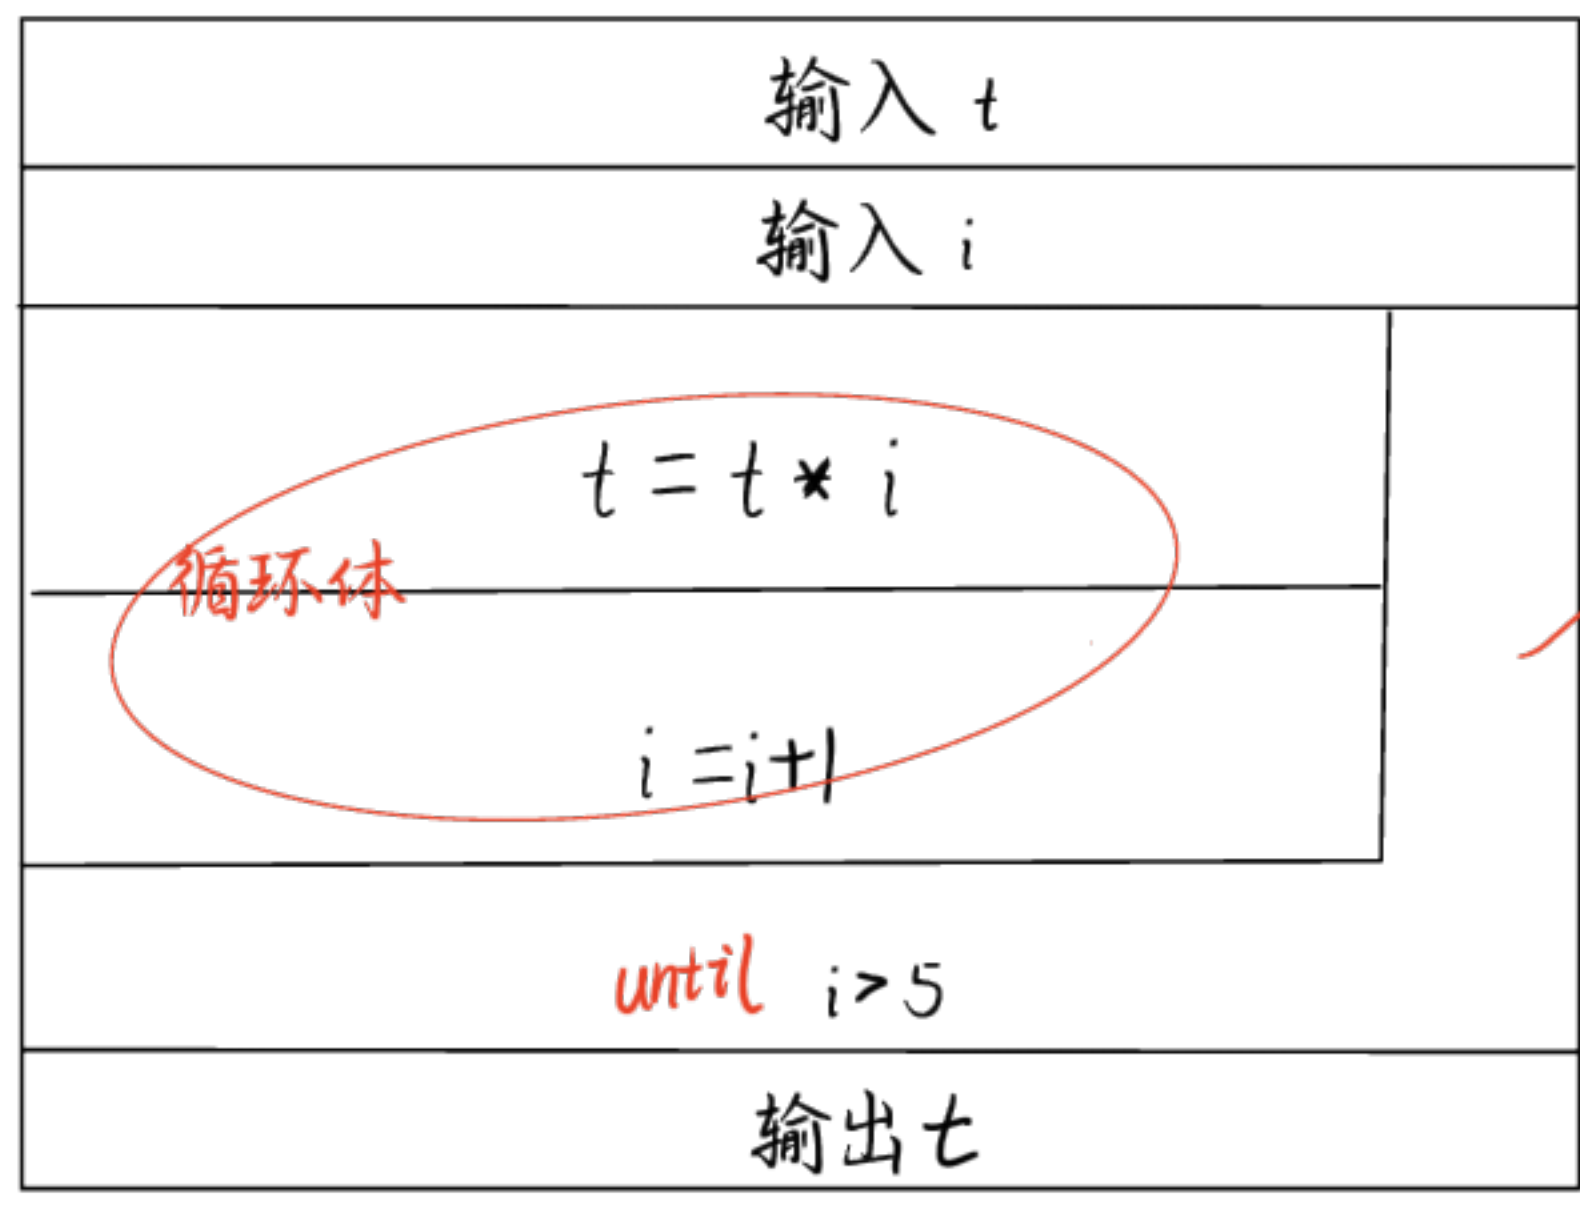 输入 t
输入 i
t = t * i
循环体
i = i+1
until i > 5
输出 t